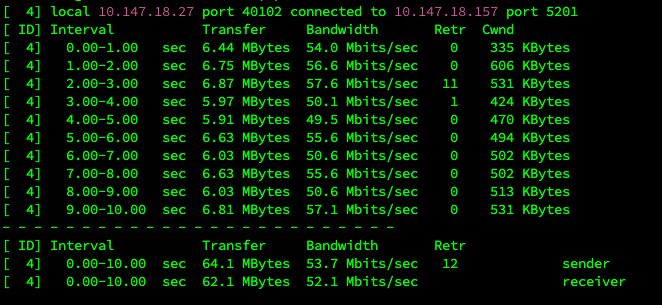 [  4] local 10.147.18.27 port 40102 connected to 10.147.18.157 port 5201
[ ID] Interval           Transfer     Bandwidth       Retr  Cwnd
[  4]   0.00-1.00   sec  6.44 MBytes  54.0 Mbits/sec    0    335 KBytes
[  4]   1.00-2.00   sec  6.75 MBytes  56.6 Mbits/sec    0    606 KBytes
[  4]   2.00-3.00   sec  6.87 MBytes  57.6 Mbits/sec   11    531 KBytes
[  4]   3.00-4.00   sec  5.97 MBytes  50.1 Mbits/sec    1    424 KBytes
[  4]   4.00-5.00   sec  5.91 MBytes  49.5 Mbits/sec    0    470 KBytes
[  4]   5.00-6.00   sec  6.63 MBytes  55.6 Mbits/sec    0    494 KBytes
[  4]   6.00-7.00   sec  6.03 MBytes  50.6 Mbits/sec    0    502 KBytes
[  4]   7.00-8.00   sec  6.63 MBytes  55.6 Mbits/sec    0    502 KBytes
[  4]   8.00-9.00   sec  6.03 MBytes  50.6 Mbits/sec    0    513 KBytes
[  4]   9.00-10.00  sec  6.81 MBytes  57.1 Mbits/sec    0    531 KBytes
- - - - - - - - - - - - - - - - - - - - - - - - -
[ ID] Interval           Transfer     Bandwidth       Retr
[  4]   0.00-10.00  sec  64.1 MBytes  53.7 Mbits/sec   12             sender
[  4]   0.00-10.00  sec  62.1 MBytes  52.1 Mbits/sec                  receiver